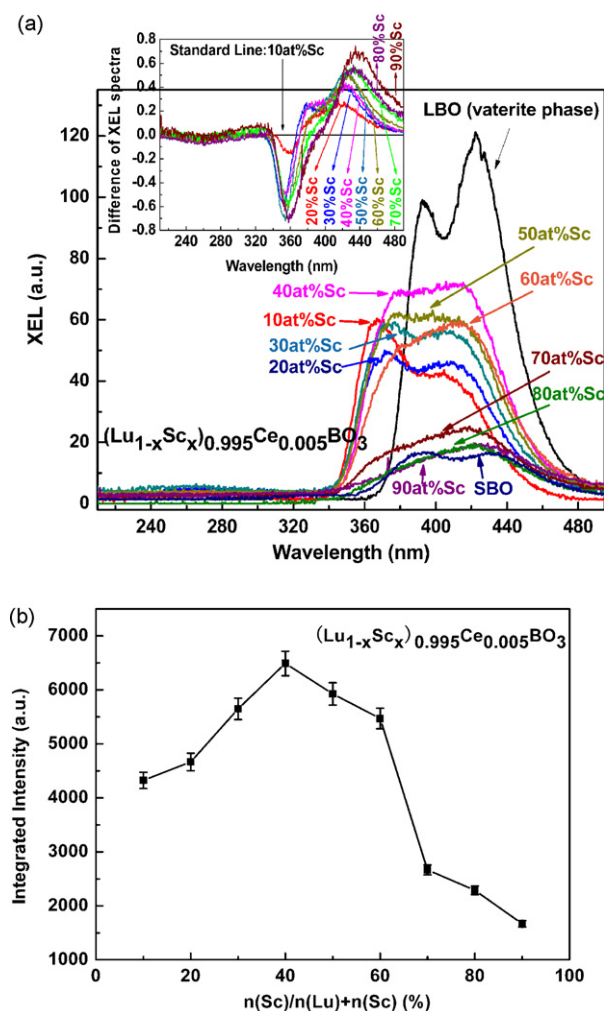 (a)
Standard Line:10at%Sc
80%Sc
90%Sc
Difference of XEL spectra
0.8
0.6
0.4
0.2
0.0
-0.2
-0.4
-0.6
-0.8
20%Sc
30%Sc
40%Sc
50%Sc
60%Sc
70%Sc
240 280 320 360 400 440 480
Wavelength (nm)
LBO (vaterite phase)
50at%Sc
40at%Sc
60at%Sc
10at%Sc
30at%Sc
20at%Sc
70at%Sc
80at%Sc
(Lu1-xScx)0.995Ce0.005BO3
90at%Sc
SBO
XEL (a.u.)
120
100
80
60
40
20
0
240 280 320 360 400 440 480
Wavelength (nm)
(b)
(Lu1-xScx)0.995Ce0.005BO3
Integrated Intensity (a.u.)
7000
6000
5000
4000
3000
2000
1000
0 20 40 60 80 100
n(Sc)/n(Lu)+n(Sc) (%)